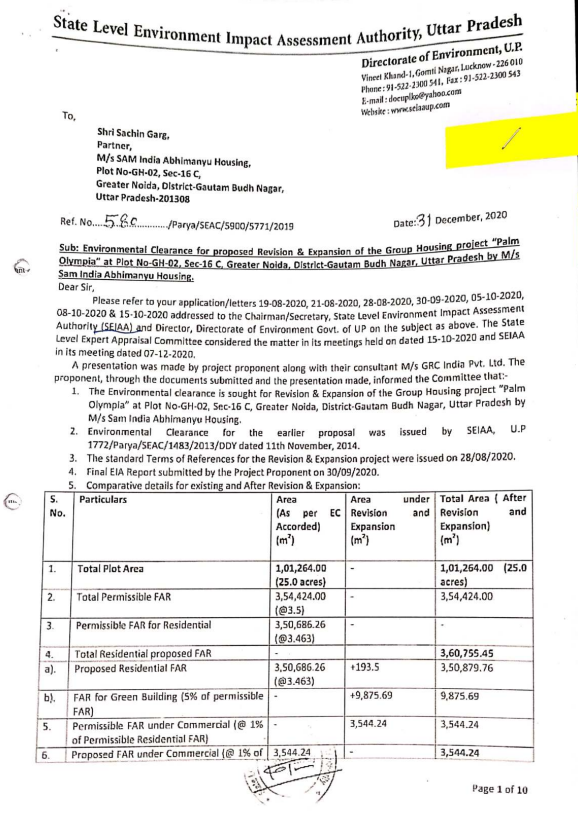 State Level Environment Impact Assessment Authority, Uttar Pradesh
Directorate of Environment, U.P.
Vineet Khand-1, Gomti Nagar, Lucknow - 226 010
Phone : 91-522-2300 541, Fax : 91-522-2300 543
E-mail : docuplko@yahoo.com
Website : www.seiaaup.com
To,
Shri Sachin Garg,
Partner,
M/s SAM India Abhimanyu Housing,
Plot No-GH-02, Sec-16 C,
Greater Noida, District-Gautam Budh Nagar,
Uttar Pradesh-201308
Ref. No....580............/Parya/SEAC/5900/5771/2019
Date:31 December, 2020
Sub: Environmental Clearance for proposed Revision & Expansion of the Group Housing project "Palm
Olympia" at Plot No-GH-02, Sec-16 C, Greater Noida, District-Gautam Budh Nagar, Uttar Pradesh by M/s
Sam India Abhimanyu Housing.
Dear Sir,
Please refer to your application/letters 19-08-2020, 21-08-2020, 28-08-2020, 30-09-2020, 05-10-2020,
08-10-2020 & 15-10-2020 addressed to the Chairman/Secretary, State Level Environment Impact Assessment
Authority (SEIAA) and Director, Directorate of Environment Govt. of UP on the subject as above. The State
Level Expert Appraisal Committee considered the matter in its meetings held on dated 15-10-2020 and SEIAA
in its meeting dated 07-12-2020.
A presentation was made by project proponent along with their consultant M/s GRC India Pvt. Ltd. The
proponent, through the documents submitted and the presentation made, informed the Committee that:-
1. The Environmental clearance is sought for Revision & Expansion of the Group Housing project "Palm
Olympia" at Plot No-GH-02, Sec-16 C, Greater Noida, District-Gautam Budh Nagar, Uttar Pradesh by
M/s Sam India Abhimanyu Housing.
2. Environmental Clearance for the earlier proposal was issued by SEIAA, U.P
1772/Parya/SEAC/1483/2013/DDY dated 11th November, 2014.
3. The standard Terms of References for the Revision & Expansion project were issued on 28/08/2020.
4. Final EIA Report submitted by the Project Proponent on 30/09/2020.
5. Comparative details for existing and After Revision & Expansion:
S. No. Particulars Area (As per EC Accorded) (m²) Area under Revision and Expansion (m²) Total Area ( After Revision and Expansion) (m²)
1. Total Plot Area 1,01,264.00 (25.0 acres) - 1,01,264.00 (25.0 acres)
2. Total Permissible FAR 3,54,424.00 (@3.5) - 3,54,424.00
3. Permissible FAR for Residential 3,50,686.26 (@3.463) - -
4. Total Residential proposed FAR - 3,60,755.45
a). Proposed Residential FAR 3,50,686.26 (@3.463) +193.5 3,50,879.76
b). FAR for Green Building (5% of permissible FAR) - +9,875.69 9,875.69
5. Permissible FAR under Commercial (@ 1% of Permissible Residential FAR) - 3,544.24 3,544.24
6. Proposed FAR under Commercial (@ 1% of 3,544.24 - 3,544.24
Page 1 of 10